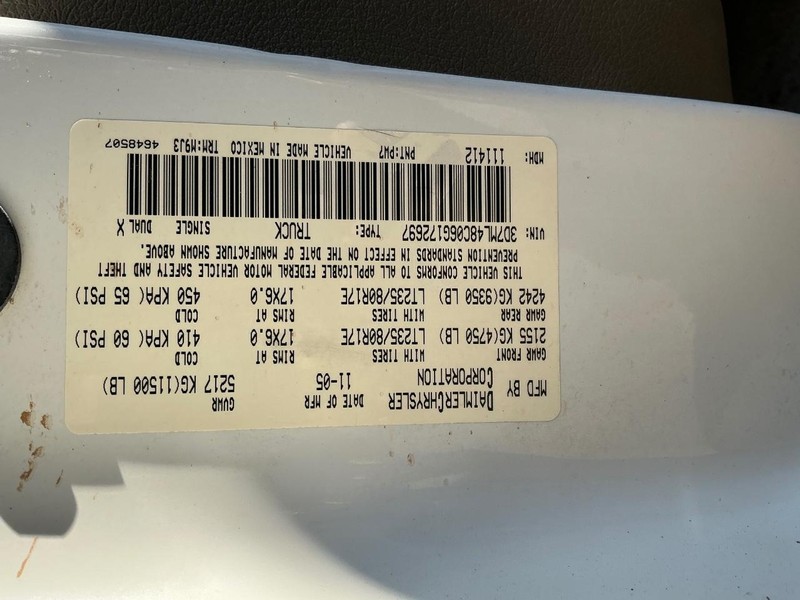 MFD BY DAIMLERCHRYSLER CORPORATION DATE OF MFR 11-05 GVWR 5217 KG(11500 LB)
GAWR FRONT WITH TIRES RIMS AT COLD
2155 KG(4750 LB) LT235/80R17E 17X6.0 410 KPA( 60 PSI)
GAWR REAR WITH TIRES RIMS AT COLD
4242 KG(9350 LB) LT235/80R17E 17X6.0 450 KPA( 65 PSI)
THIS VEHICLE CONFORMS TO ALL APPLICABLE FEDERAL MOTOR VEHICLE SAFETY AND THEFT
PREVENTION STANDARDS IN EFFECT ON THE DATE OF MANUFACTURE SHOWN ABOVE.
VIN: 3D7ML48C06G172697 TYPE: TRUCK SINGLE DUAL X
MDH: 111412 PNT:PW7 VEHICLE MADE IN MEXICO TRM:M9J3 4648507